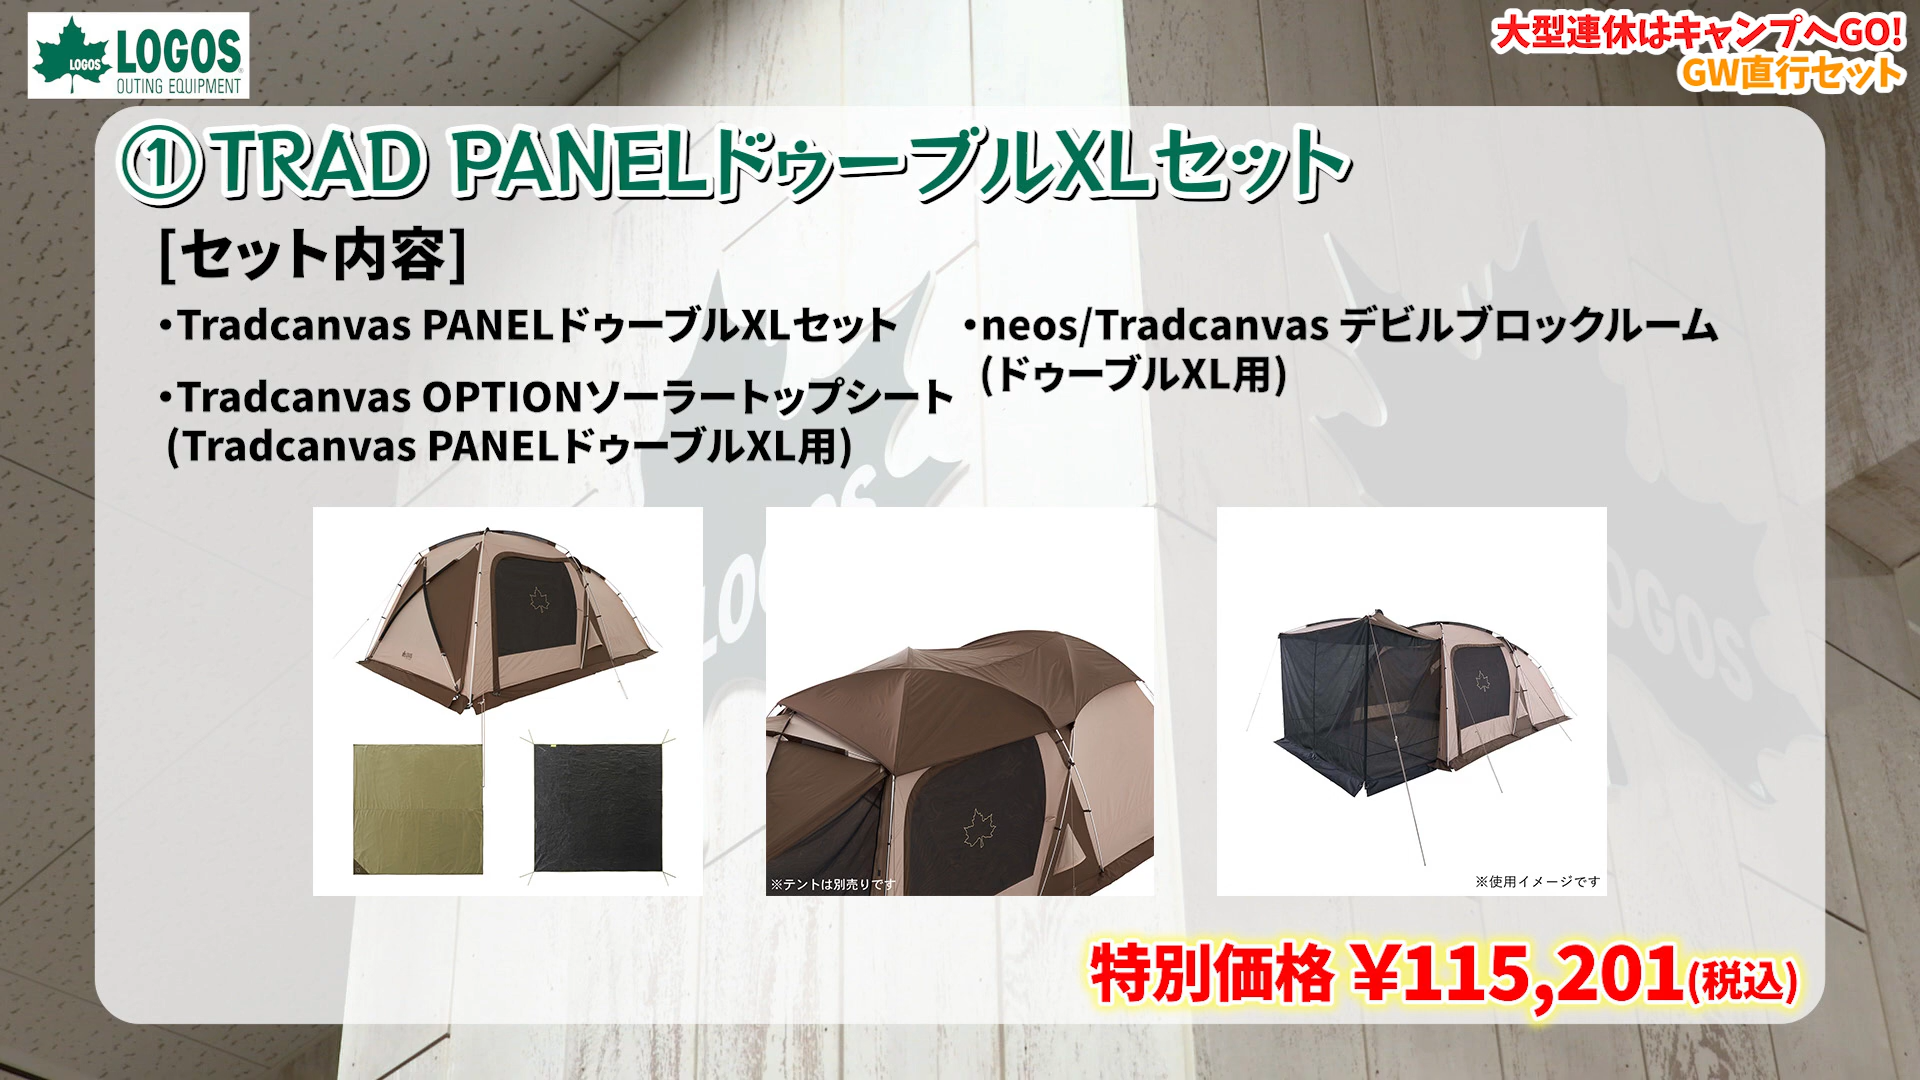 LOGOS
LOGOS
OUTING EQUIPMENT
大型連休はキャンプへGO!
GW直行セット
①TRAD PANELドゥーブルXLセット
[セット内容]
・Tradcanvas PANELドゥーブルXLセット
・Tradcanvas OPTIONソーラートップシート
(Tradcanvas PANELドゥーブルXL用)
・neos/Tradcanvas デビルブロックルーム
(ドゥーブルXL用)
LOGOS
※テントは別売りです
※使用イメージです
特別価格 ¥115,201(税込)